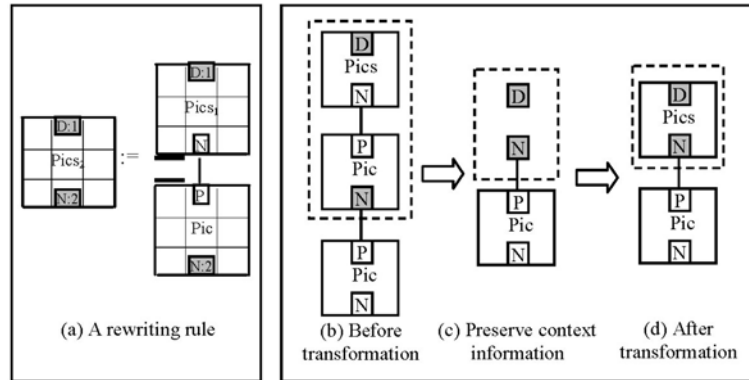 D:1
Pics₂
N:2
:=
D:1
Pics₁
N
P
Pic
N:2
(a) A rewriting rule
D
Pics
N
P
Pic
N
P
Pic
N
(b) Before
transformation
D
N
P
Pic
N
(c) Preserve context
information
D
Pics
N
P
Pic
N
(d) After
transformation